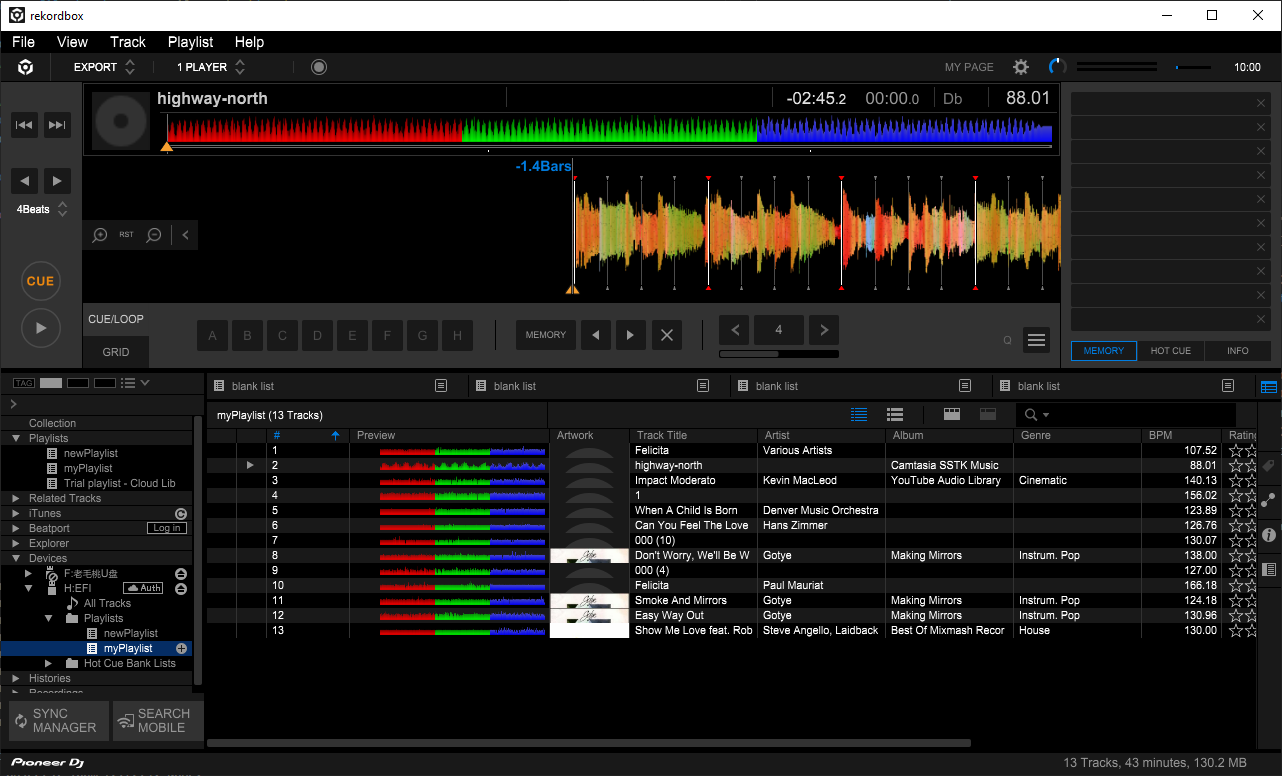 rekordbox
File View Track Playlist Help
EXPORT 1 PLAYER MY PAGE 10:00
highway-north -02:45.2 00:00.0 Db 88.01
-1.4Bars
4Beats
RST
CUE
CUE/LOOP
GRID
A B C D E F G H MEMORY 4 Q
MEMORY HOT CUE INFO
TAG
blank list blank list blank list blank list
myPlaylist (13 Tracks)
Collection
Playlists
newPlaylist
myPlaylist
Trial playlist - Cloud Lib
Related Tracks
iTunes
Beatport Log in
Explorer
Devices
F:老毛桃U盘
H:EFI Auth
All Tracks
Playlists
newPlaylist
myPlaylist
Hot Cue Bank Lists
Histories
Recordings
SYNC MANAGER
SEARCH MOBILE
# Preview Artwork Track Title Artist Album Genre BPM Rating
1 Felicita Various Artists 107.52
2 highway-north Camtasia SSTK Music 88.01
3 Impact Moderato Kevin MacLeod YouTube Audio Library Cinematic 140.13
4 1 156.02
5 When A Child Is Born Denver Music Orchestra 123.89
6 Can You Feel The Love Hans Zimmer 126.76
7 000 (10) 130.07
8 Don't Worry, We'll Be W Gotye Making Mirrors Instrum. Pop 138.00
9 000 (4) 127.00
10 Felicita Paul Mauriat 166.18
11 Smoke And Mirrors Gotye Making Mirrors Instrum. Pop 124.18
12 Easy Way Out Gotye Making Mirrors Instrum. Pop 130.96
13 Show Me Love feat. Rob Steve Angello, Laidback Best Of Mixmash Recor House 130.00
Pioneer Dj
13 Tracks, 43 minutes, 130.2 MB